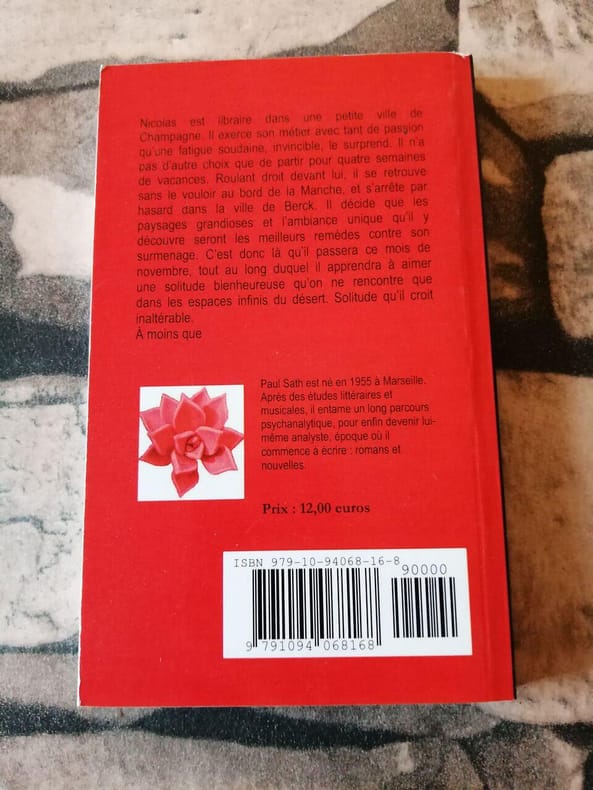 Nicolas est libraire dans une petite ville de
Champagne. Il exerce son métier avec tant de passion
qu'une fatigue soudaine, invincible, le surprend. Il n'a
pas d'autre choix que de partir pour quatre semaines
de vacances. Roulant droit devant lui, il se retrouve
sans le vouloir au bord de la Manche, et s'arrête par
hasard dans la ville de Berck. Il décide que les
paysages grandioses et l'ambiance unique qu'il y
découvre seront les meilleurs remèdes contre son
surmenage. C'est donc là qu'il passera ce mois de
novembre, tout au long duquel il apprendra à aimer
une solitude bienheureuse qu'on ne rencontre que
dans les espaces infinis du désert. Solitude qu'il croit
inaltérable.
À moins que
Paul Sath est né en 1955 à Marseille.
Après des études littéraires et
musicales, il entame un long parcours
psychanalytique, pour enfin devenir lui-
même analyste, époque où il
commence à écrire : romans et
nouvelles.
Prix : 12,00 euros
ISBN 979-10-94068-16-8
90000
9 791094 068168